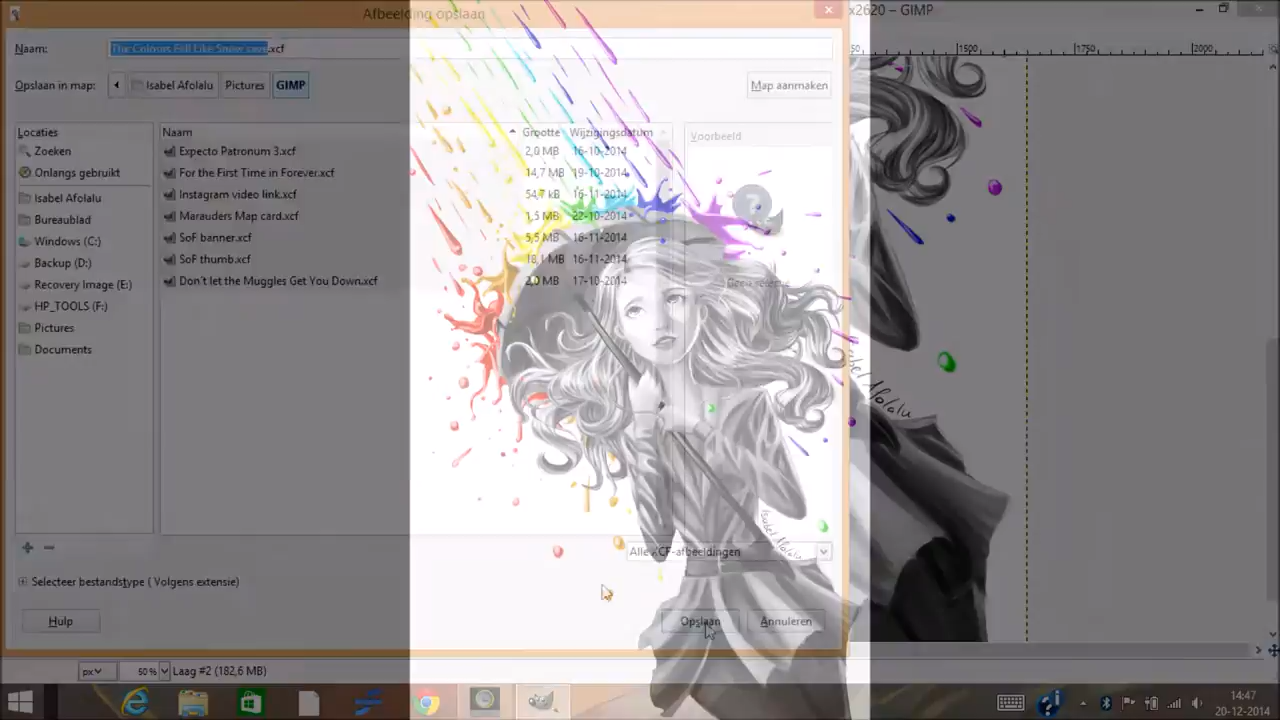 Afbeelding opslaan
x2620 – GIMP
Naam:
The Colours Fall Like Snow save.xcf
Opslaan in map:
Isabel Afolalu
Pictures
GIMP
Map aanmaken
1500
1750
2000
Locaties
Zoeken
Onlangs gebruikt
Isabel Afolalu
Bureaublad
Windows (C:)
Backup (D:)
Recovery Image (E:)
HP_TOOLS (F:)
Pictures
Documents
Naam Grootte Wijzigingsdatum
Expecto Patronum 3.xcf 2,0 MB 16-10-2014
For the First Time in Forever.xcf 14,7 MB 19-10-2014
Instagram video link.xcf 54,7 kB 16-11-2014
Marauders Map card.xcf 1,5 MB 22-10-2014
SoF banner.xcf 5,5 MB 16-11-2014
SoF thumb.xcf 18,1 MB 16-11-2014
Don't let the Muggles Get You Down.xcf 2,0 MB 17-10-2014
Voorbeeld
?
Geen selectie
Isabel Afolalu
Alle XCF-afbeeldingen
Selecteer bestandstype ( Volgens extensie)
Hulp
Opslaan
Annuleren
px
50 %
Laag #2 (182,6 MB)
14:47
20-12-2014